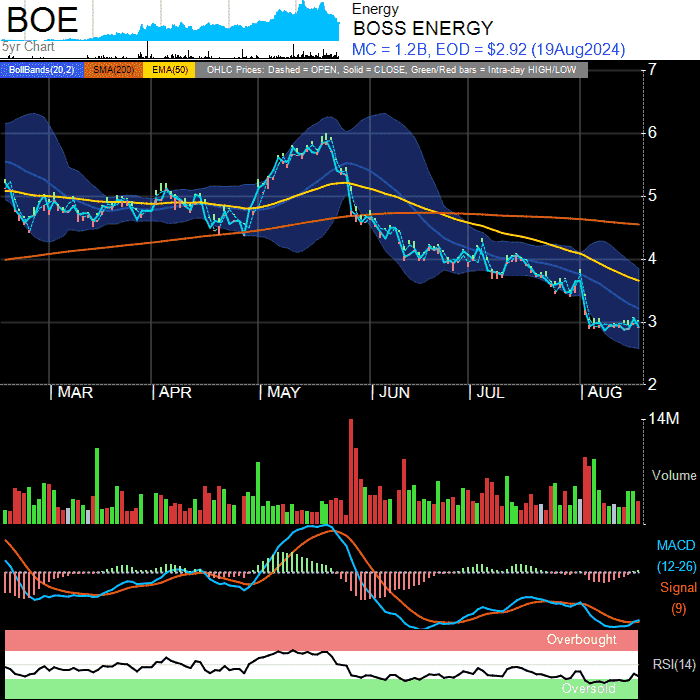 BOE
Energy
BOSS ENERGY
5yr Chart
MC = 1.2B, EOD = $2.92 (19Aug2024)
BollBands(20,2) SMA(200) EMA(50) OHLC Prices: Dashed = OPEN, Solid = CLOSE, Green/Red bars = Intra-day HIGH/LOW
7
6
5
4
3
2
MAR APR MAY JUN JUL AUG
14M
Volume
MACD
(12-26)
Signal
(9)
Overbought
RSI(14)
Oversold